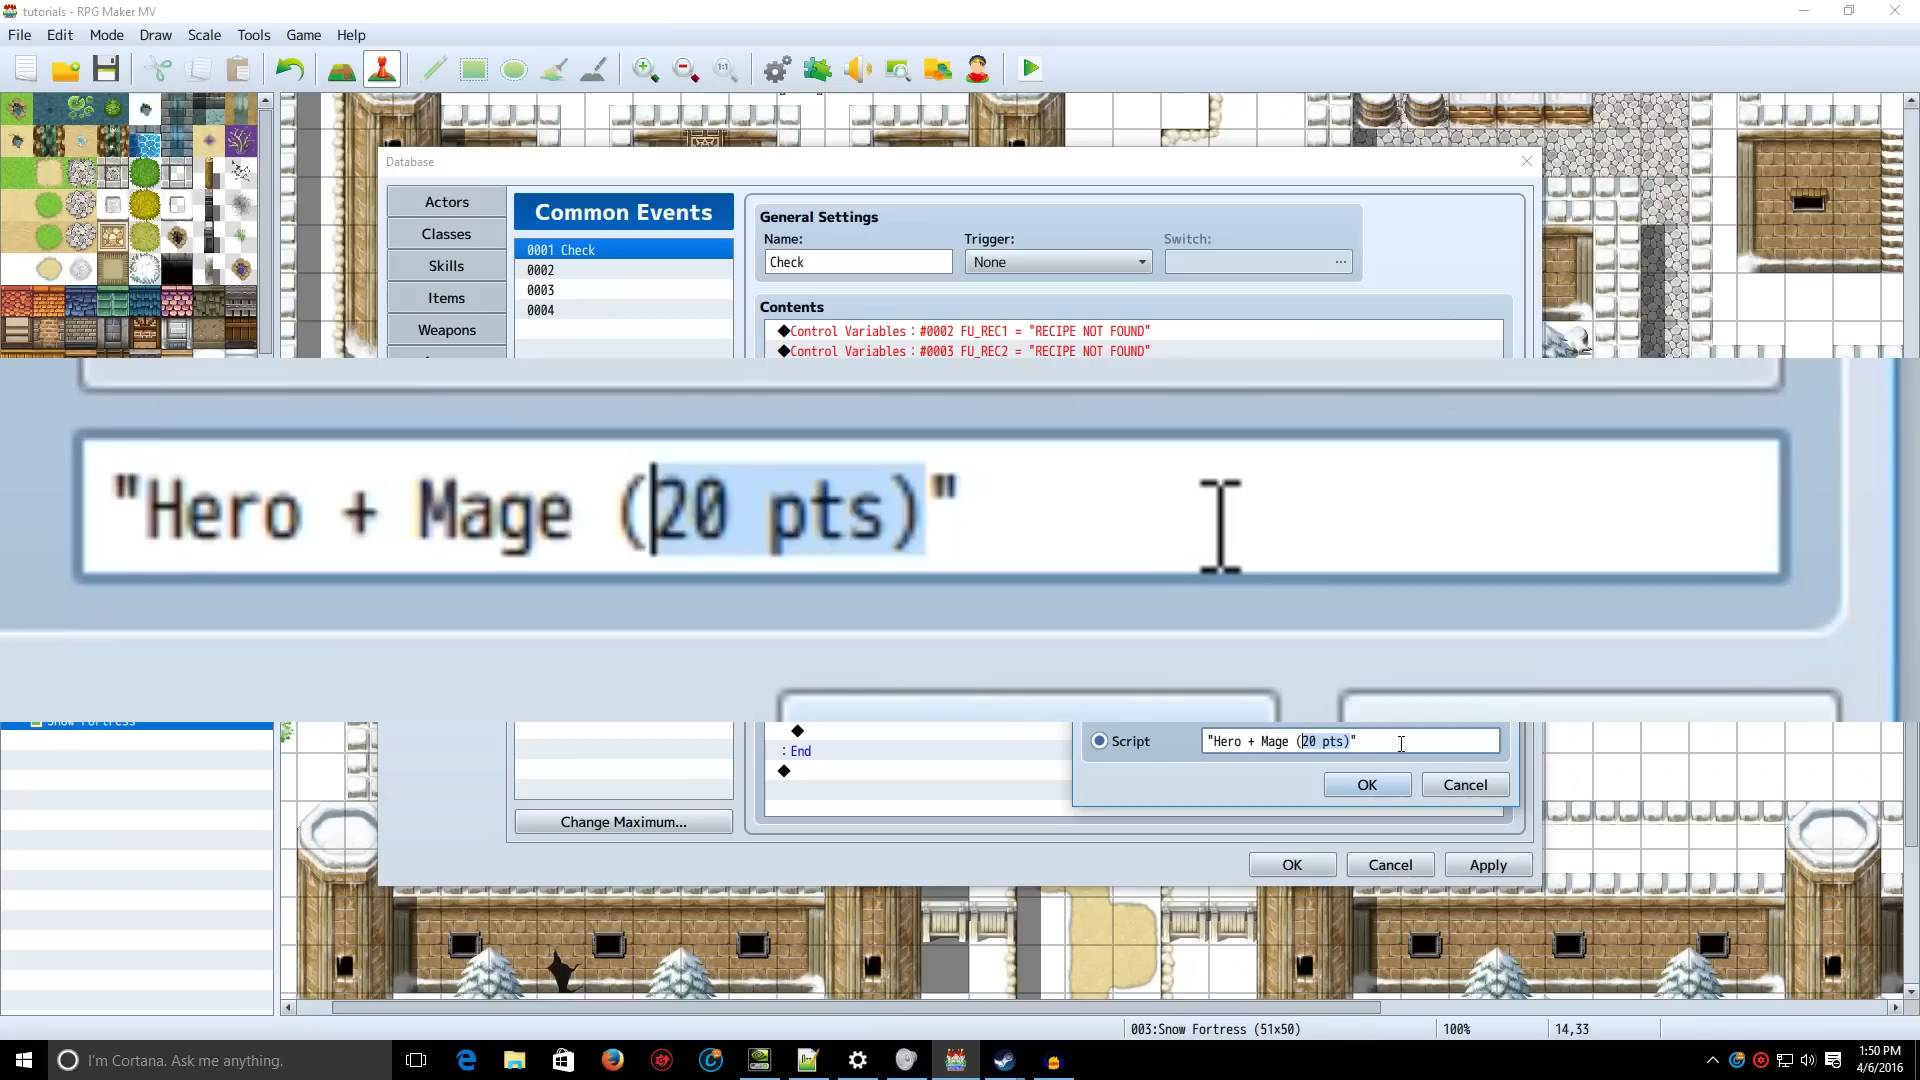 tutorials - RPG Maker MV
File Edit Mode Draw Scale Tools Game Help
1:1
Database
Actors
Classes
Skills
Items
Weapons
Common Events
0001 Check
0002
0003
0004
General Settings
Name:
Trigger:
Switch:
Check
None
...
Contents
◆Control Variables：#0002 FU_REC1 = "RECIPE NOT FOUND"
◆Control Variables：#0003 FU_REC2 = "RECIPE NOT FOUND"
"Hero + Mage (20 pts)"
Snow Fortress
◆
：End
◆
Script
"Hero + Mage (20 pts)"
OK
Cancel
Change Maximum...
OK
Cancel
Apply
003:Snow Fortress (51x50)
100%
14,33
I'm Cortana. Ask me anything.
1:50 PM
4/6/2016